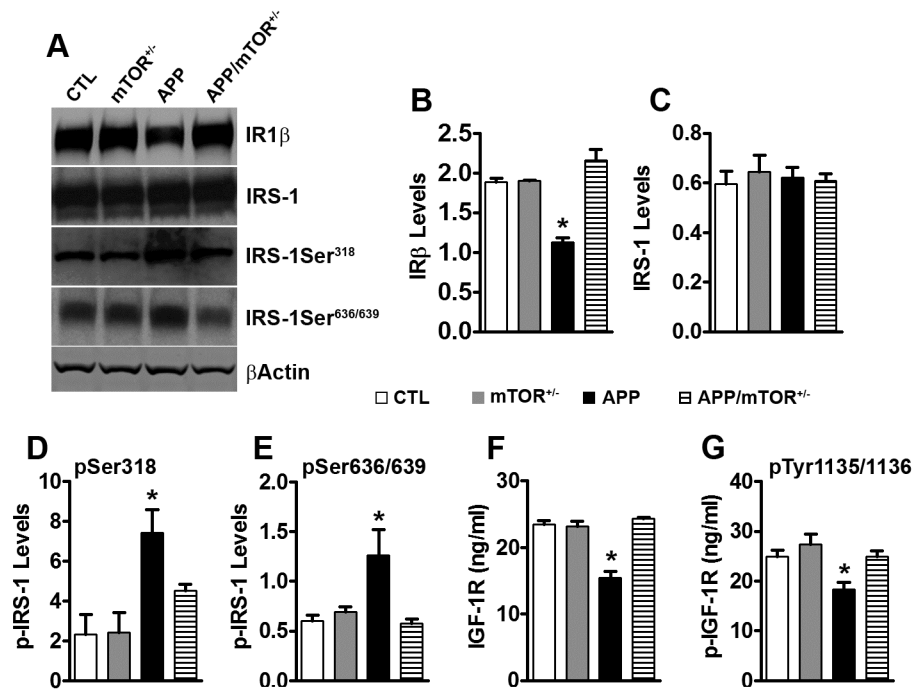 A
CTL mTOR+/- APP APP/mTOR+/-
IR1β
IRS-1
IRS-1Ser318
IRS-1Ser636/639
βActin
B
IRβ Levels
2.5
2.0
1.5
1.0
0.5
0.0
*
C
IRS-1 Levels
0.8
0.6
0.4
0.2
0.0
CTL mTOR+/- APP APP/mTOR+/-
D
pSer318
p-IRS-1 Levels
10
8
6
4
2
0
*
E
pSer636/639
p-IRS-1 Levels
2.0
1.5
1.0
0.5
0.0
*
F
IGF-1R (ng/ml)
30
20
10
0
*
G
pTyr1135/1136
p-IGF-1R (ng/ml)
40
30
20
10
0
*